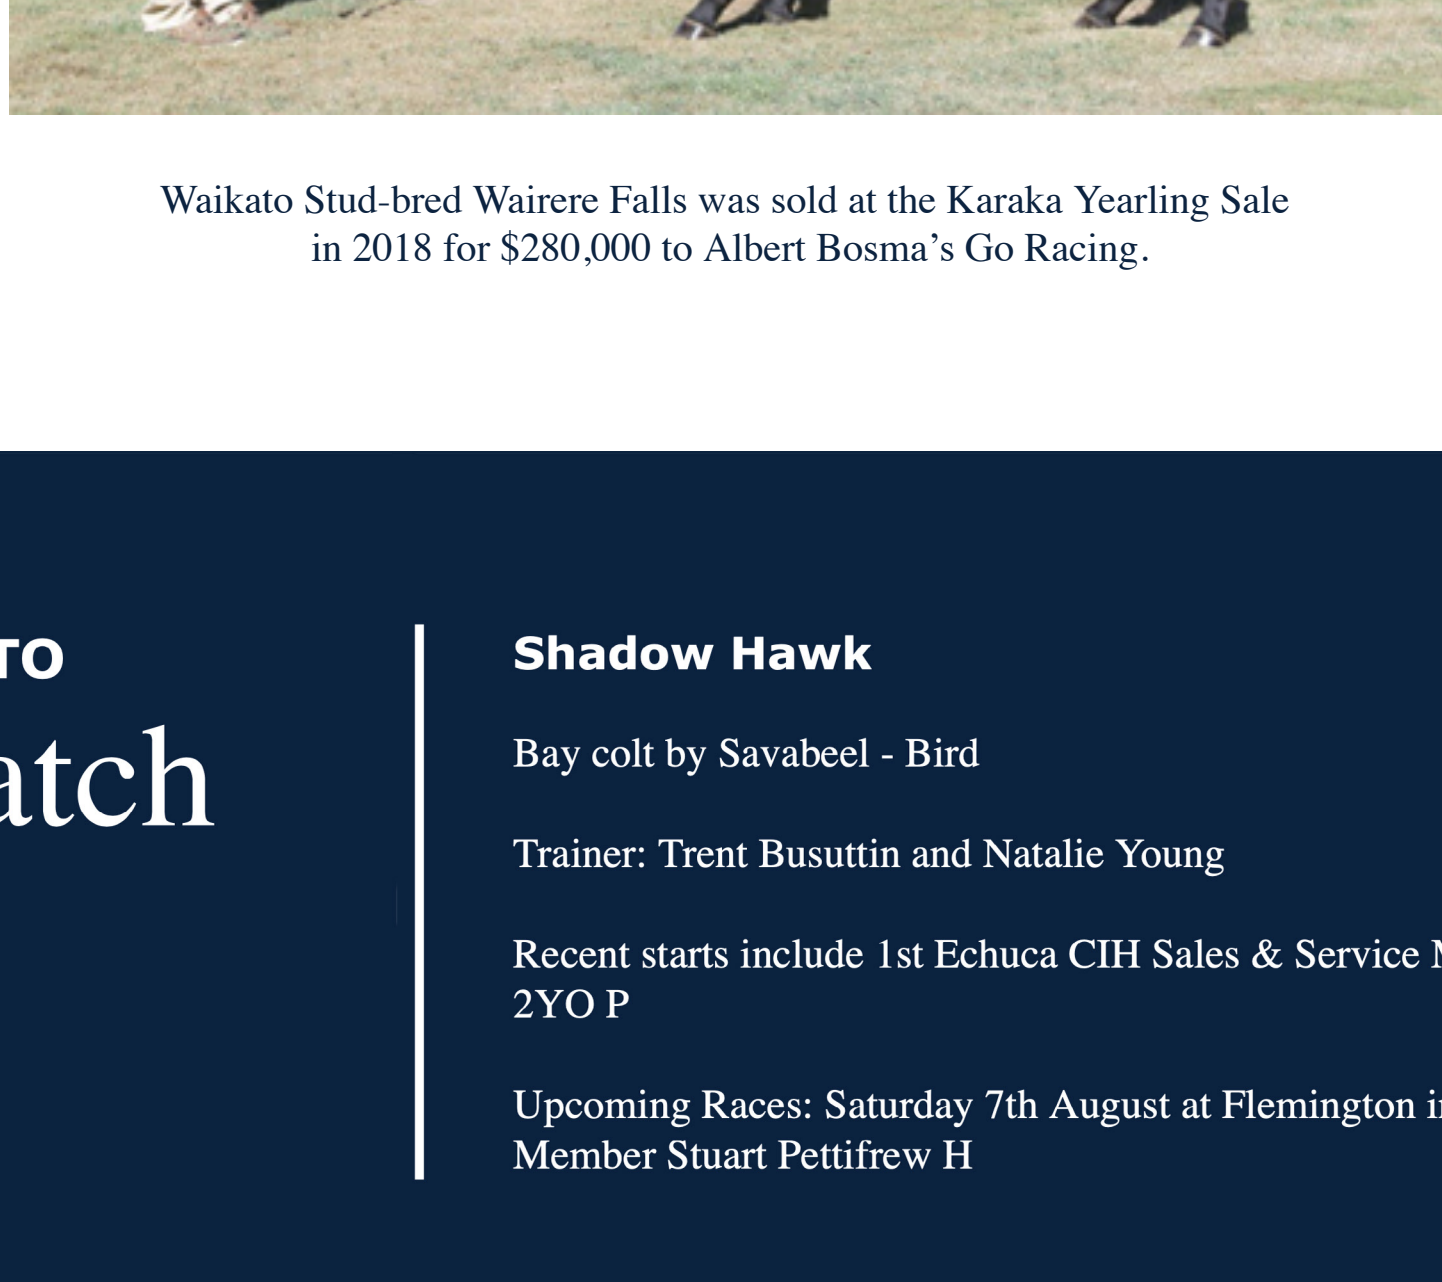 Waikato Stud-bred Wairere Falls was sold at the Karaka Yearling Sale
in 2018 for $280,000 to Albert Bosma’s Go Racing.
TO
atch
Shadow Hawk
Bay colt by Savabeel - Bird
Trainer: Trent Busuttin and Natalie Young
Recent starts include 1st Echuca CIH Sales & Service
2YO P
Upcoming Races: Saturday 7th August at Flemington
Member Stuart Pettifrew H